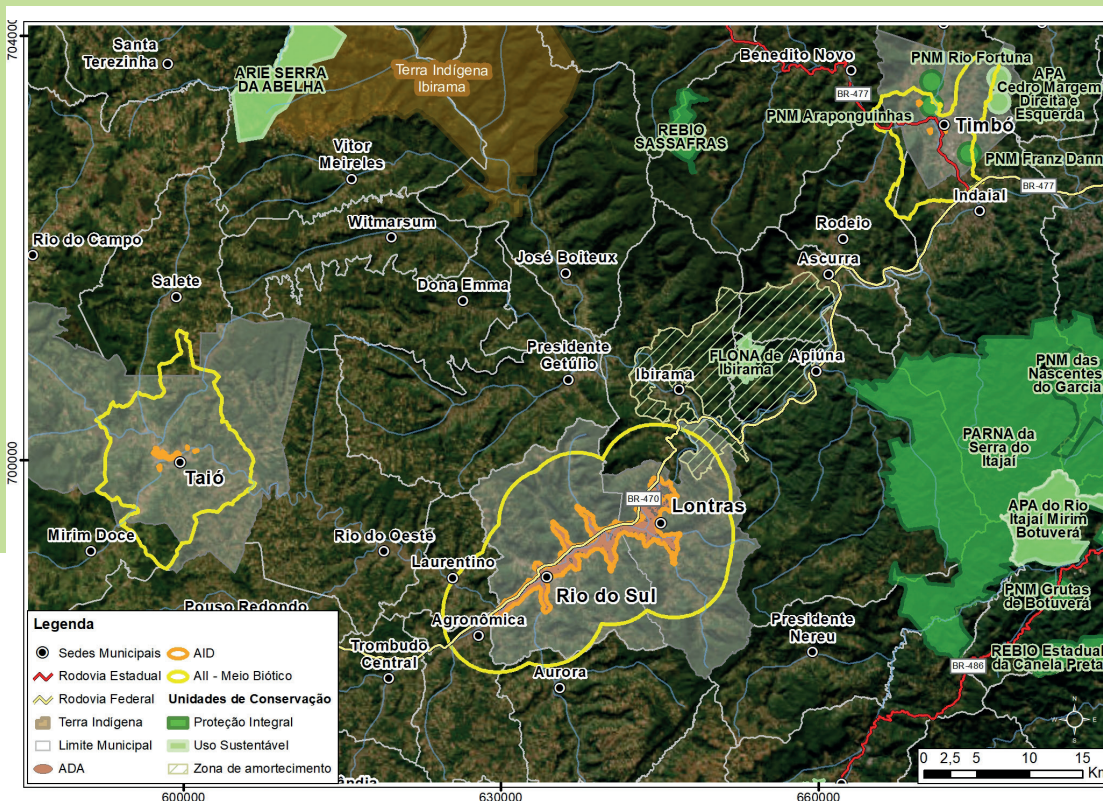 7040000
700000
Santa
Terezinha
ARIE SERRA
DA ABELHA
Terra Indígena
Ibirama
Benedito Novo
BR-477
PNM Rio Fortuna
APA
Cedro Margem
Direita e
Esquerda
PNM Araponguinhas
Timbó
REBIO
SASSAFRAS
PNM Franz Dann
BR-477
Indaial
Vitor
Meireles
Witmarsum
Rio do Campo
Rodeio
Ascurra
José Boiteux
Salete
Dona Emma
Presidente
Getúlio
FLONA de
Ibirama
Apiúna
Ibirama
PNM das
Nascentes
do Garcia
PARNA da
Serra do
Itajaí
Taió
BR-470
Lontras
APA do Rio
Itajaí Mirim
Botuverá
Mirim Doce
Rio do Oeste
Laurentino
Rio do Sul
PNM Grutas
de Botuverá
Pouso Redondo
Agronômica
Presidente
Nereu
Trombudo
Central
Aurora
REBIO Estadual
da Canela Preta
BR-486
Legenda
Sedes Municipais
AID
Rodovia Estadual
AII - Meio Biótico
Rodovia Federal
Unidades de Conservação
Terra Indígena
Proteção Integral
Limite Municipal
Uso Sustentável
ADA
Zona de amortecimento
ândia
N
W
E
S
0 2,5 5 10 15
Km
600000
630000
660000